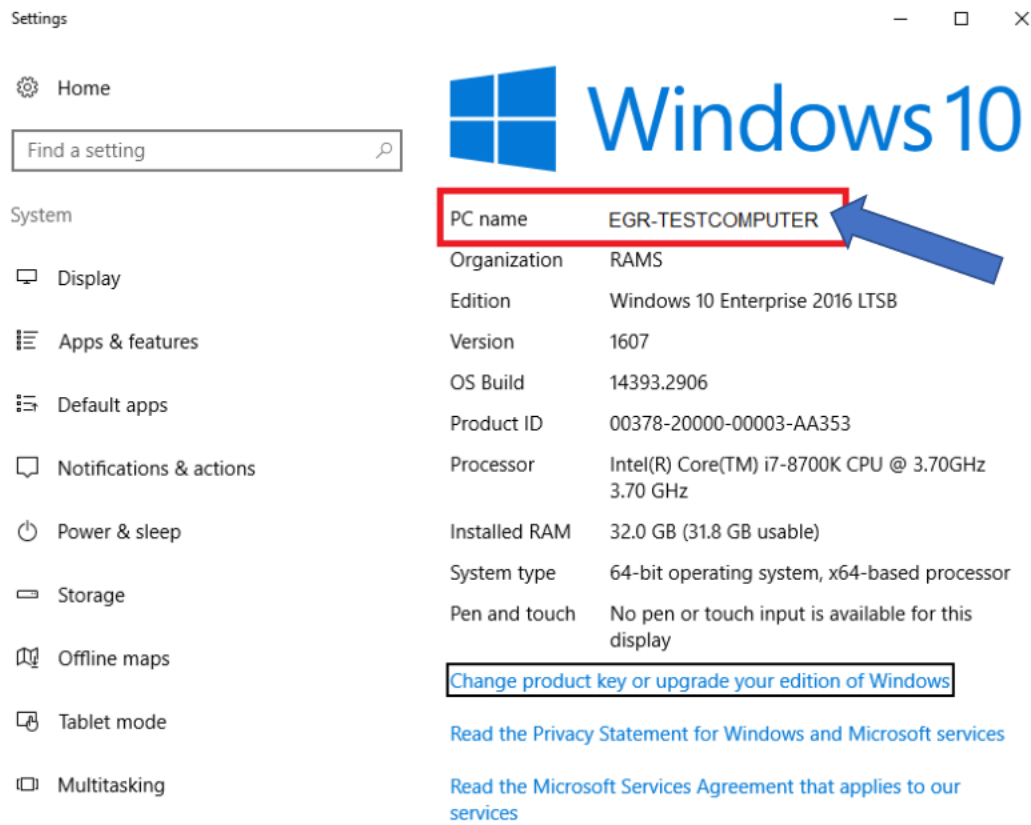 Settings
Home
Find a setting
System
Display
Apps & features
Default apps
Notifications & actions
Power & sleep
Storage
Offline maps
Tablet mode
Multitasking
Windows 10
PC name EGR-TESTCOMPUTER
Organization RAMS
Edition Windows 10 Enterprise 2016 LTSB
Version 1607
OS Build 14393.2906
Product ID 00378-20000-00003-AA353
Processor Intel(R) Core(TM) i7-8700K CPU @ 3.70GHz
3.70 GHz
Installed RAM 32.0 GB (31.8 GB usable)
System type 64-bit operating system, x64-based processor
Pen and touch No pen or touch input is available for this
display
Change product key or upgrade your edition of Windows
Read the Privacy Statement for Windows and Microsoft services
Read the Microsoft Services Agreement that applies to our
services